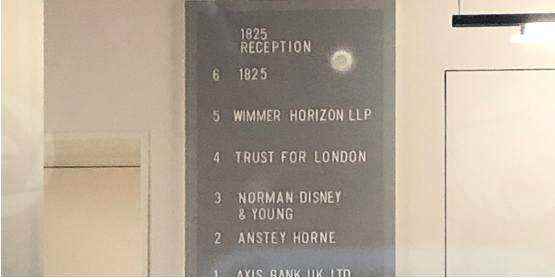 1825
RECEPTION
6 1825
5 WIMMER HORIZON LLP
4 TRUST FOR LONDON
3 NORMAN DISNEY
& YOUNG
2 ANSTEY HORNE
1 AXIS BANK UK LTD